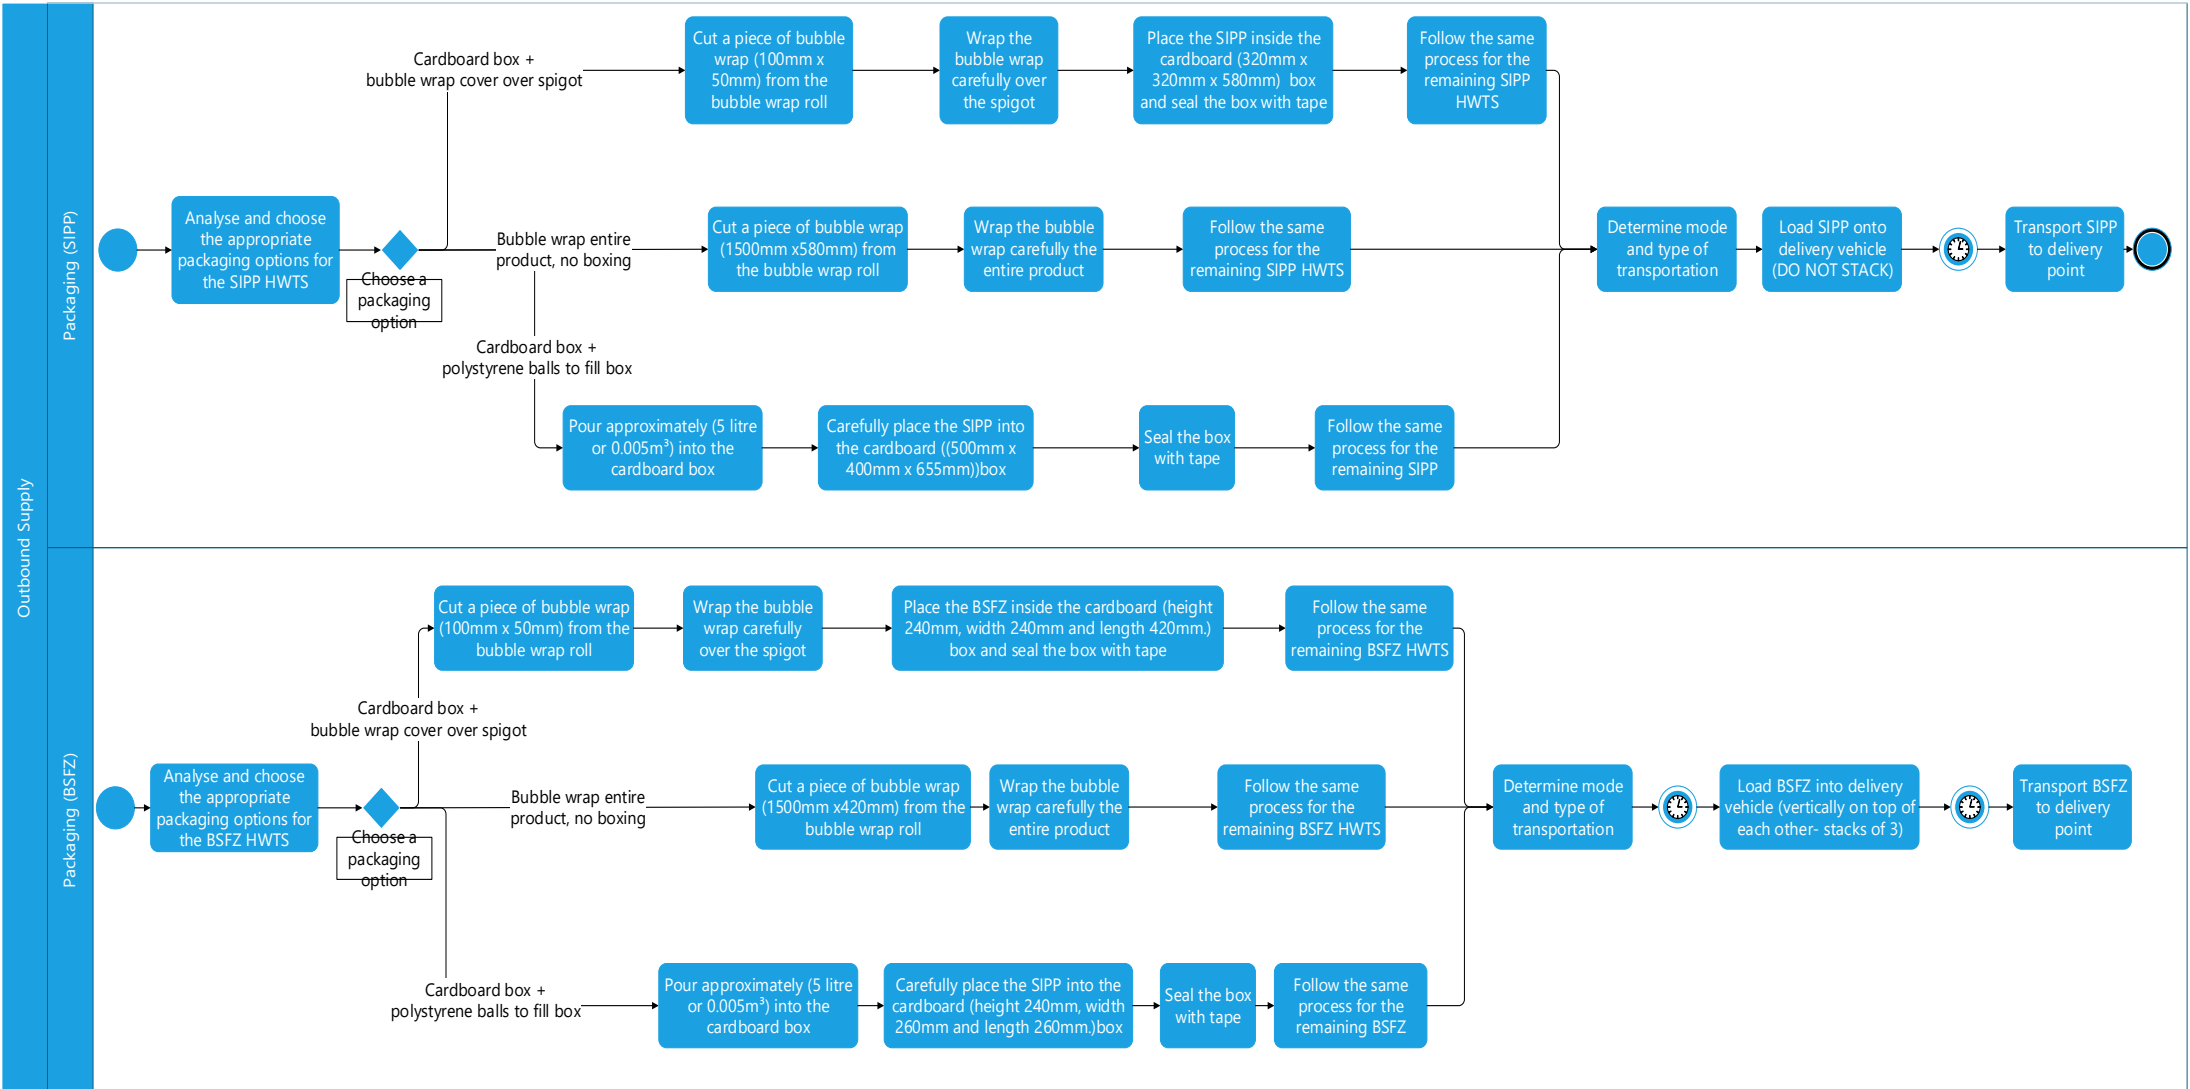 Outbound Supply
Packaging (SIPP)
Analyse and choose
the appropriate
packaging options for
the SIPP HWTS
Choose a
packaging
option
Cardboard box +
bubble wrap cover over spigot
Cut a piece of bubble
wrap (100mm x
50mm) from the
bubble wrap roll
Wrap the
bubble wrap
carefully over
the spigot
Place the SIPP inside the
cardboard (320mm x
320mm x 580mm)  box
and seal the box with tape
Follow the same
process for the
remaining SIPP
HWTS
Bubble wrap entire
product, no boxing
Cut a piece of bubble wrap
(1500mm x580mm) from
the bubble wrap roll
Wrap the bubble
wrap carefully the
entire product
Follow the same
process for the
remaining SIPP HWTS
Cardboard box +
polystyrene balls to fill box
Pour approximately (5 litre
or 0.005m³) into the
cardboard box
Carefully place the SIPP into
the cardboard ((500mm x
400mm x 655mm))box
Seal the box
with tape
Follow the same
process for the
remaining SIPP
Determine mode
and type of
transportation
Load SIPP onto
delivery vehicle
(DO NOT STACK)
Transport SIPP
to delivery
point
Packaging (BSFZ)
Analyse and choose
the appropriate
packaging options for
the BSFZ HWTS
Choose a
packaging
option
Cardboard box +
bubble wrap cover over spigot
Cut a piece of bubble wrap
(100mm x 50mm) from the
bubble wrap roll
Wrap the bubble
wrap carefully
over the spigot
Place the BSFZ inside the cardboard (height
240mm, width 240mm and length 420mm.)
box and seal the box with tape
Follow the same
process for the
remaining BSFZ HWTS
Bubble wrap entire
product, no boxing
Cut a piece of bubble wrap
(1500mm x420mm) from the
bubble wrap roll
Wrap the bubble
wrap carefully the
entire product
Follow the same
process for the
remaining BSFZ HWTS
Cardboard box +
polystyrene balls to fill box
Pour approximately (5 litre
or 0.005m³) into the
cardboard box
Carefully place the SIPP into the
cardboard (height 240mm, width
260mm and length 260mm.)box
Seal the box
with tape
Follow the same
process for the
remaining BSFZ
Determine mode
and type of
transportation
Load BSFZ into delivery
vehicle (vertically on top of
each other- stacks of 3)
Transport BSFZ
to delivery
point